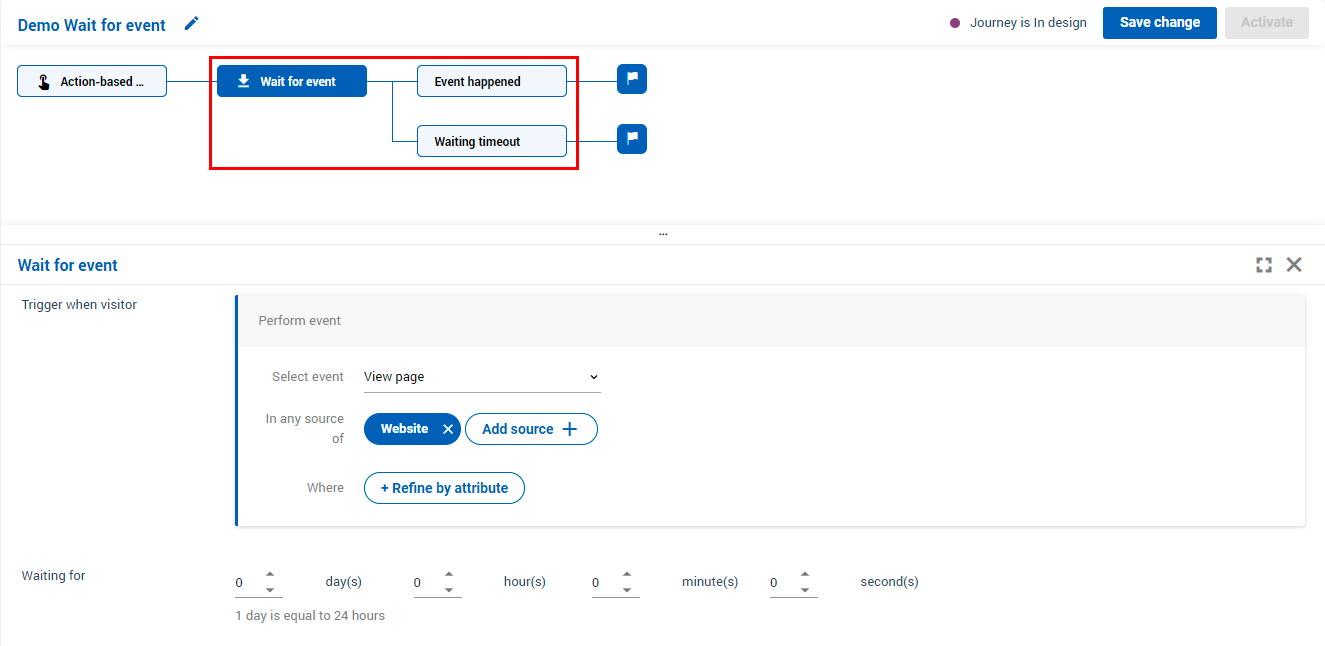 Demo Wait for event
Journey is In design
Save change
Activate
Action-based ...
Wait for event
Event happened
Waiting timeout
...
Wait for event
Trigger when visitor
Perform event
Select event
View page
In any source
of
Website
Add source
Where
+ Refine by attribute
Waiting for
0 day(s) 0 hour(s) 0 minute(s) 0 second(s)
1 day is equal to 24 hours